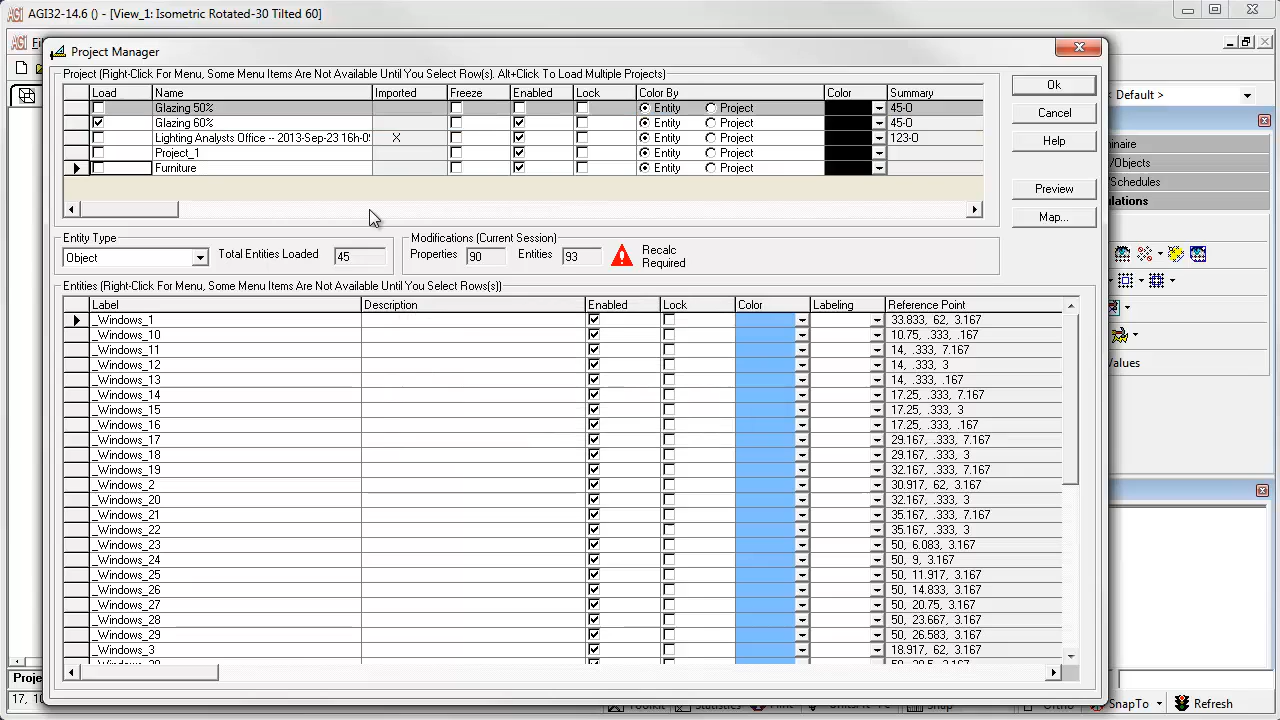 AGI32-14.6 () - [View_1: Isometric Rotated-30 Tilted 60]
Project Manager
Project (Right-Click For Menu, Some Menu Items Are Not Available Until You Select Row(s). Alt+Click To Load Multiple Projects)
Load Name Imported Freeze Enabled Lock Color By Color Summary
Glazing 50% Entity Project 45-O
Glazing 60% Entity Project 45-O
Lighting Analysts Office -- 2013-Sep-23 16h-0 X Entity Project 123-O
Project_1 Entity Project
Furniture Entity Project
Ok
Cancel
Help
Preview
Map...
Entity Type
Object
Total Entities Loaded 45
Modifications (Current Session)
Properties 90 Entities 93
Recalc
Required
Entities (Right-Click For Menu, Some Menu Items Are Not Available Until You Select Rows(s))
Label Description Enabled Lock Color Labeling Reference Point
_Windows_1 33.833, 62, 3.167
_Windows_10 10.75, .333, .167
_Windows_11 14, .333, 7.167
_Windows_12 14, .333, 3
_Windows_13 14, .333, .167
_Windows_14 17.25, .333, 7.167
_Windows_15 17.25, .333, 3
_Windows_16 17.25, .333, .167
_Windows_17 29.167, .333, 7.167
_Windows_18 29.167, .333, 3
_Windows_19 32.167, .333, 7.167
_Windows_2 30.917, 62, 3.167
_Windows_20 32.167, .333, 3
_Windows_21 35.167, .333, 7.167
_Windows_22 35.167, .333, 3
_Windows_23 50, 6.083, 3.167
_Windows_24 50, 9, 3.167
_Windows_25 50, 11.917, 3.167
_Windows_26 50, 14.833, 3.167
_Windows_27 50, 20.75, 3.167
_Windows_28 50, 23.667, 3.167
_Windows_29 50, 26.583, 3.167
_Windows_3 18.917, 62, 3.167
< Default >
/Objects
/Schedules
Proje
17, 1
Toolkit Statistics Snap Ortho SnapTo Refresh